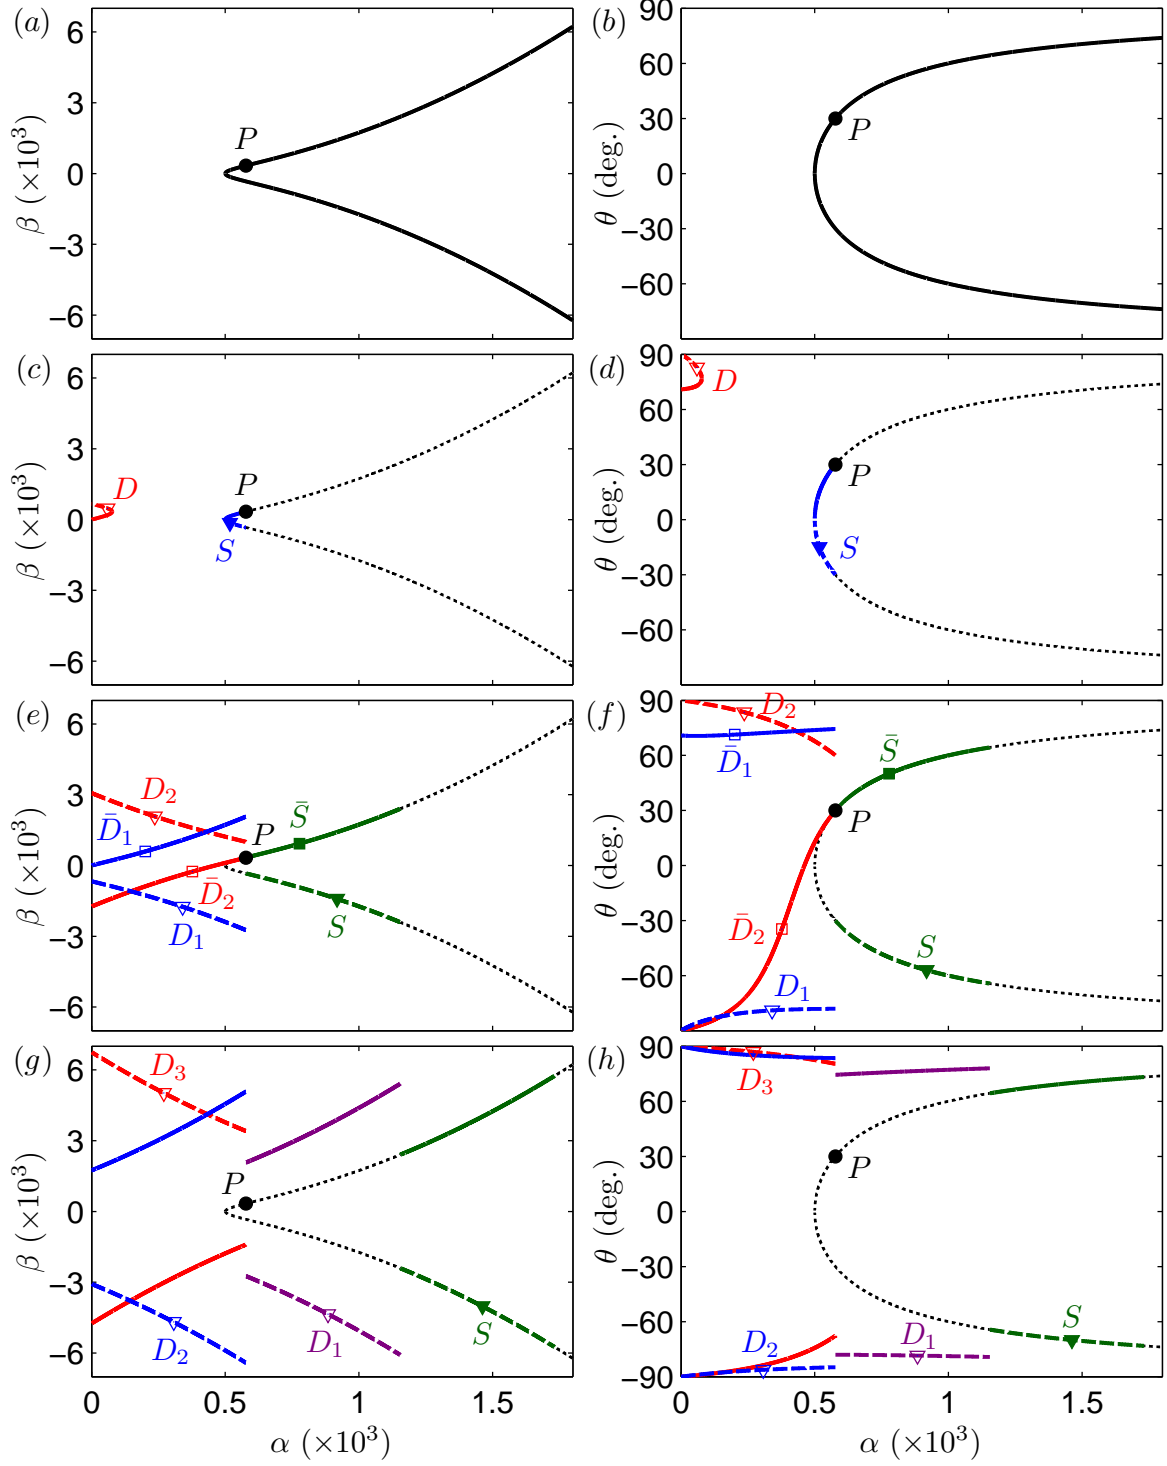 (a)
6
3
0
−3
−6
β (×10³)
P
(b)
90
60
30
0
−30
−60
θ (deg.)
P
(c)
6
3
0
−3
−6
β (×10³)
D
P
S
(d)
90
60
30
0
−30
−60
θ (deg.)
D
P
S
(e)
6
3
0
−3
−6
β (×10³)
D₂
D̄₁
S̄
P
D̄₂
D₁
S
(f)
90
60
30
0
−30
−60
θ (deg.)
D₂
D̄₁
S̄
P
D̄₂
S
D₁
(g)
6
3
0
−3
−6
β (×10³)
D₃
P
D₂
D₁
S
0
0.5
1
1.5
α (×10³)
(h)
90
60
30
0
−30
−60
−90
θ (deg.)
D₃
P
D₂
D₁
S
0
0.5
1
1.5
α (×10³)